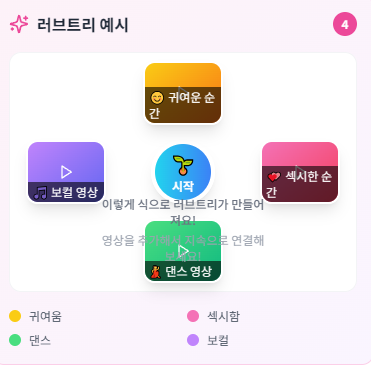 러브트리 예시
4
😊 귀여운 순
간
🎵 보컬 영상
시작
💋 섹시한 순
간
이렇게 식으로 러브트리가 만들어
져요!
영상을 추가해서 지속으로 연결해
보세요!
💃 댄스 영상
귀여움
섹시함
댄스
보컬